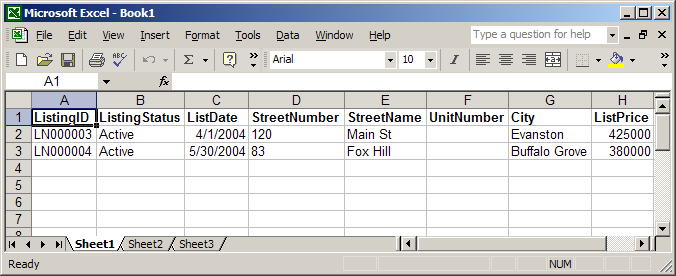 Microsoft Excel - Book1
File Edit View Insert Format Tools Data Window Help Type a question for help
ABC Σ ? Arial 10
A1 fx
A B C D E F G H
1 ListingID ListingStatus ListDate StreetNumber StreetName UnitNumber City ListPrice
2 LN000003 Active 4/1/2004 120 Main St Evanston 425000
3 LN000004 Active 5/30/2004 83 Fox Hill Buffalo Grove 380000
4
5
6
7
8
Sheet1 Sheet2 Sheet3
Ready NUM